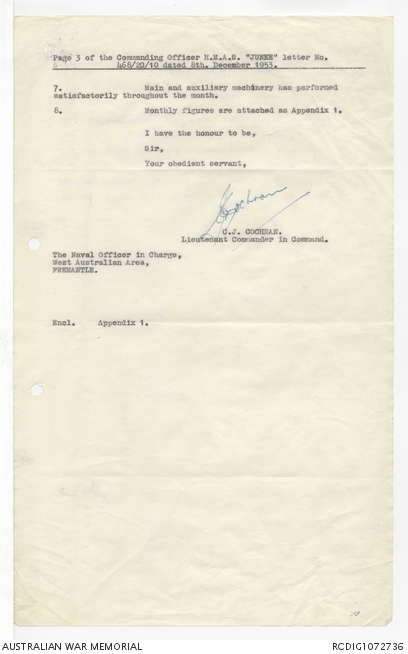 Page 3 of the Commanding Officer H.M.A.S. "JUNEE" letter No.
468/20/10 dated 8th. December 1953.
7. Main and auxiliary machinery has performed
satisfactorily throughout the month.
8. Monthly figures are attached as Appendix 1.
I have the honour to be,
Sir,
Your obedient servant,
Cochran
C.J. COCHRAN.
Lieutenant Commander in Command.
The Naval Officer in Charge,
West Australian Area,
FREMANTLE.
Encl. Appendix 1.
AUSTRALIAN WAR MEMORIAL
RCDIG1072736